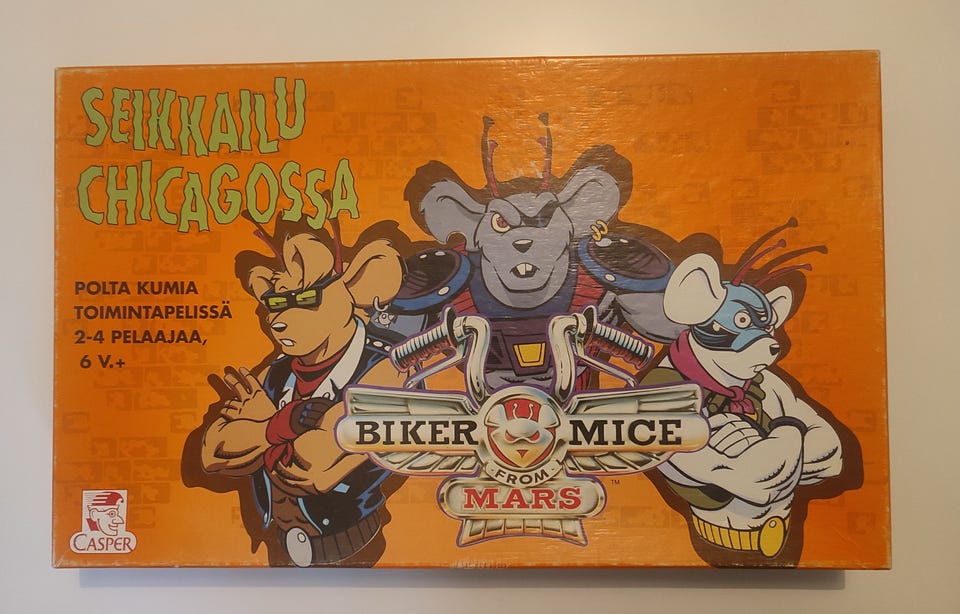 SEIKKAILU
CHICAGOSSA
POLTA KUMIA
TOIMINTAPELISSÄ
2-4 PELAAJAA,
6 V.+
BIKER MICE
FROM
MARS
TM
CASPER